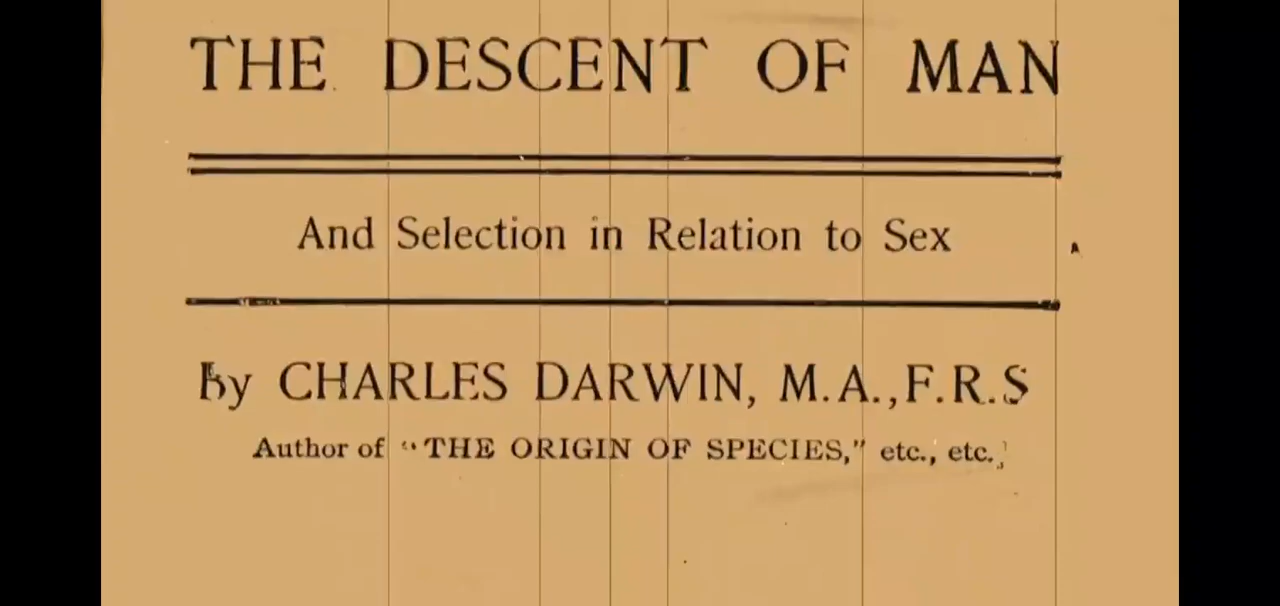 THE DESCENT OF MAN
And Selection in Relation to Sex
By CHARLES DARWIN, M.A., F.R.S
Author of "THE ORIGIN OF SPECIES," etc., etc.,